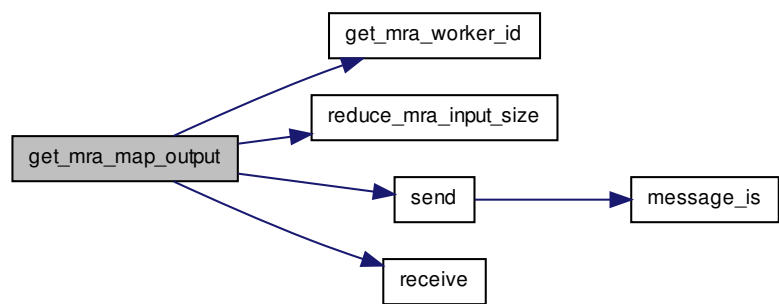 get_mra_worker_id
reduce_mra_input_size
get_mra_map_output
send
message_is
receive